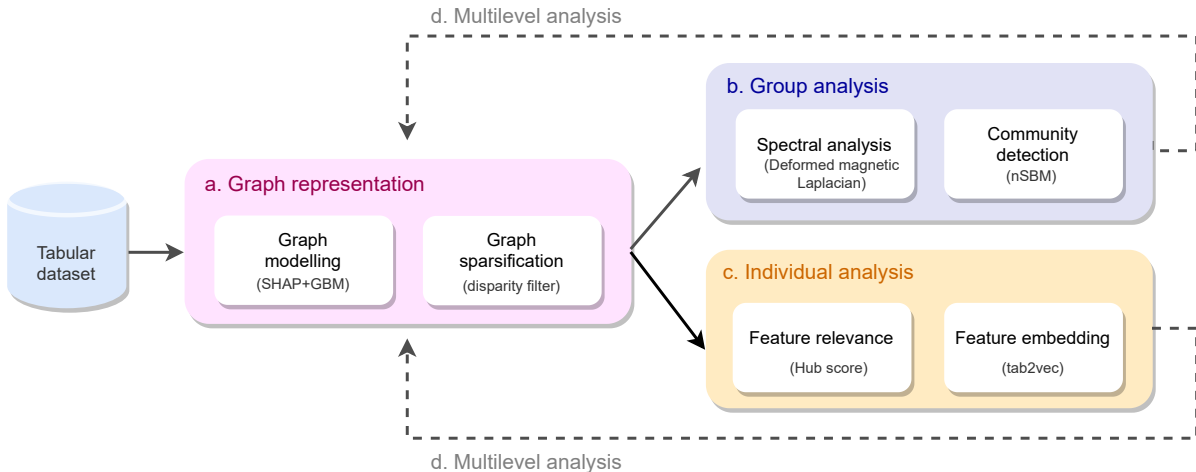 d. Multilevel analysis
Tabular
dataset
a. Graph representation
Graph
modelling
(SHAP+GBM)
Graph
sparsification
(disparity filter)
b. Group analysis
Spectral analysis
(Deformed magnetic
Laplacian)
Community
detection
(nSBM)
c. Individual analysis
Feature relevance
(Hub score)
Feature embedding
(tab2vec)
d. Multilevel analysis